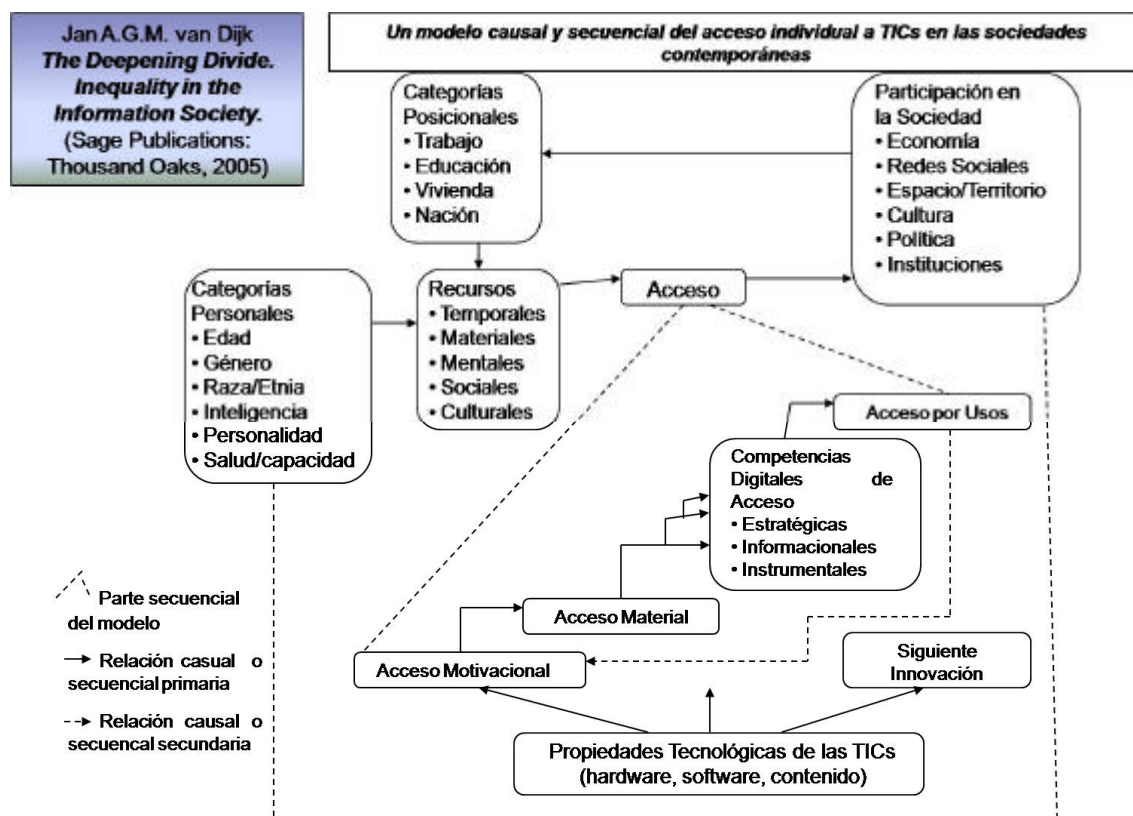 Jan A.G.M. van Dijk
The Deepening Divide.
Inequality in the
Information Society.
(Sage Publications:
Thousand Oaks, 2005)
Un modelo causal y secuencial del acceso individual a TICs en las sociedades
contemporáneas
Categorías
Posicionales
• Trabajo
• Educación
• Vivienda
• Nación
Participación en
la Sociedad
• Economía
• Redes Sociales
• Espacio/Territorio
• Cultura
• Política
• Instituciones
Categorías
Personales
• Edad
• Género
• Raza/Etnia
• Inteligencia
• Personalidad
• Salud/capacidad
Recursos
• Temporales
• Materiales
• Mentales
• Sociales
• Culturales
Acceso
Acceso por Usos
Competencias
Digitales de
Acceso
• Estratégicas
• Informacionales
• Instrumentales
Acceso Material
Acceso Motivacional
Siguiente
Innovación
Propiedades Tecnológicas de las TICs
(hardware, software, contenido)
Parte secuencial
del modelo
Relación casual o
secuencial primaria
Relación causal o
secuencal secundaria